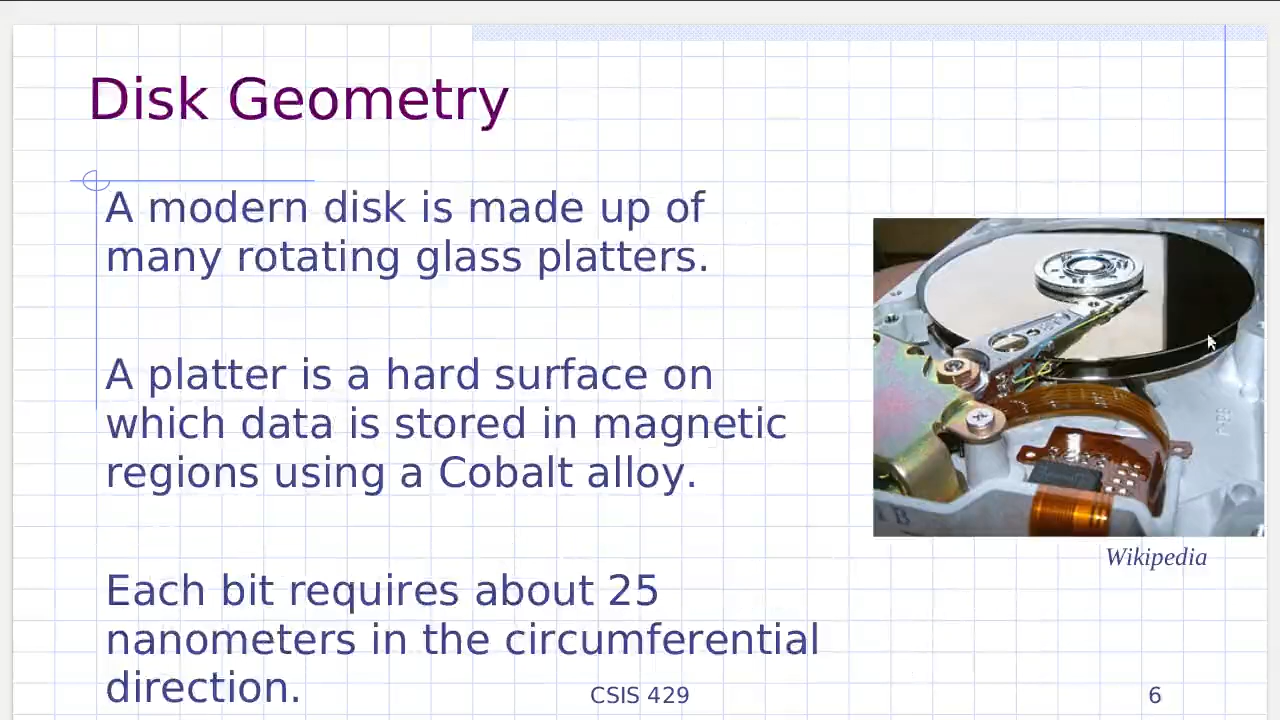 Disk Geometry
A modern disk is made up of
many rotating glass platters.
A platter is a hard surface on
which data is stored in magnetic
regions using a Cobalt alloy.
Wikipedia
Each bit requires about 25
nanometers in the circumferential
direction.
CSIS 429
6